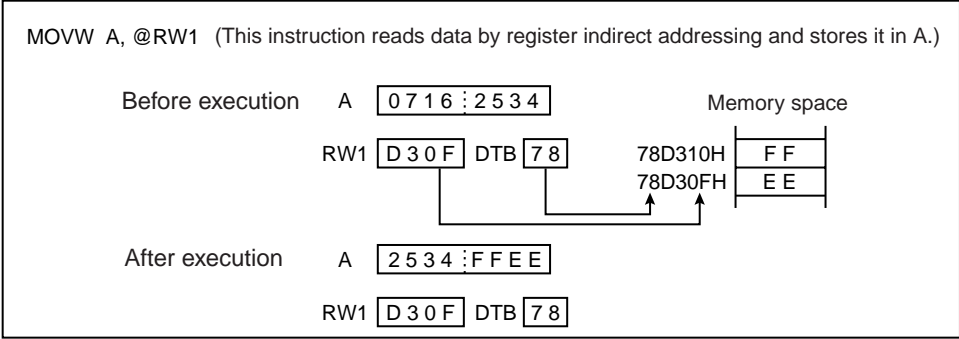 MOVW A, @RW1 (This instruction reads data by register indirect addressing and stores it in A.)
Before execution A 0716 2534 Memory space
RW1 D30F DTB 78 78D310H FF
78D30FH EE
After execution A 2534 FFEE
RW1 D30F DTB 78